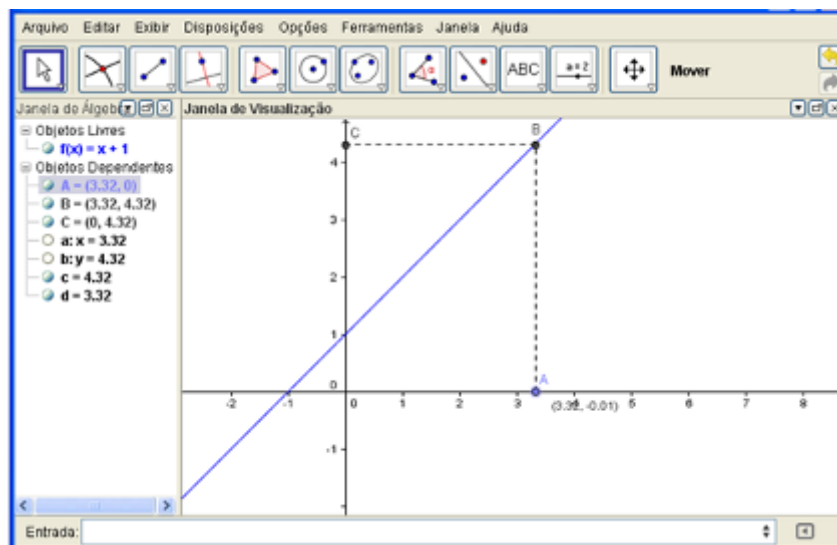 Arquivo Editar Exibir Disposições Opções Ferramentas Janela Ajuda
ABC a=2 Mover
Janela de Álgeb
Janela de Visualização
Objetos Livres
f(x) = x + 1
Objetos Dependentes
A = (3.32, 0)
B = (3.32, 4.32)
C = (0, 4.32)
a: x = 3.32
b: y = 4.32
c = 4.32
d = 3.32
C B
4
3
2
1
0
A
-2 -1 0 1 2 3 4 5 6 7 8
(3.32, -0.01)
-1
Entrada: